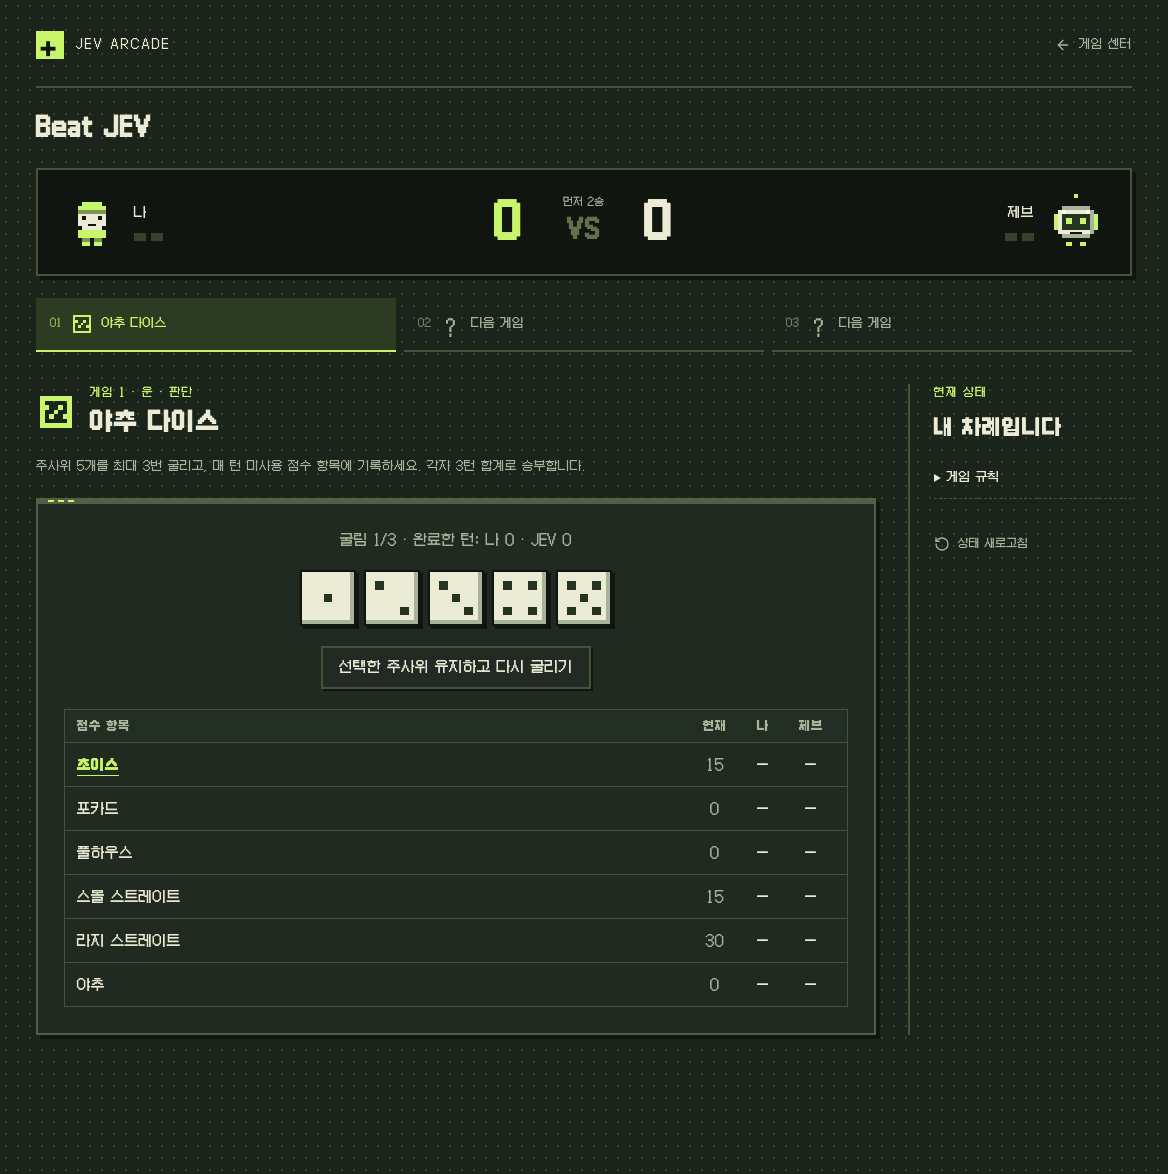 JEV ARCADE
← 게임 센터
Beat JEV
나
0
먼저 2승
VS
0
제브
01 야추 다이스
02 ? 다음 게임
03 ? 다음 게임
게임 1 · 운 · 판단
야추 다이스
주사위 5개를 최대 3번 굴리고, 매 턴 미사용 점수 항목에 기록하세요. 각자 3턴 합계로 승부합니다.
굴림 1/3 · 완료한 턴: 나 0 · JEV 0
선택한 주사위 유지하고 다시 굴리기
점수 항목 현재 나 제브
초이스 15 — —
포카드 0 — —
풀하우스 0 — —
스몰 스트레이트 15 — —
라지 스트레이트 30 — —
야추 0 — —
현재 상태
내 차례입니다
▶ 게임 규칙
상태 새로고침